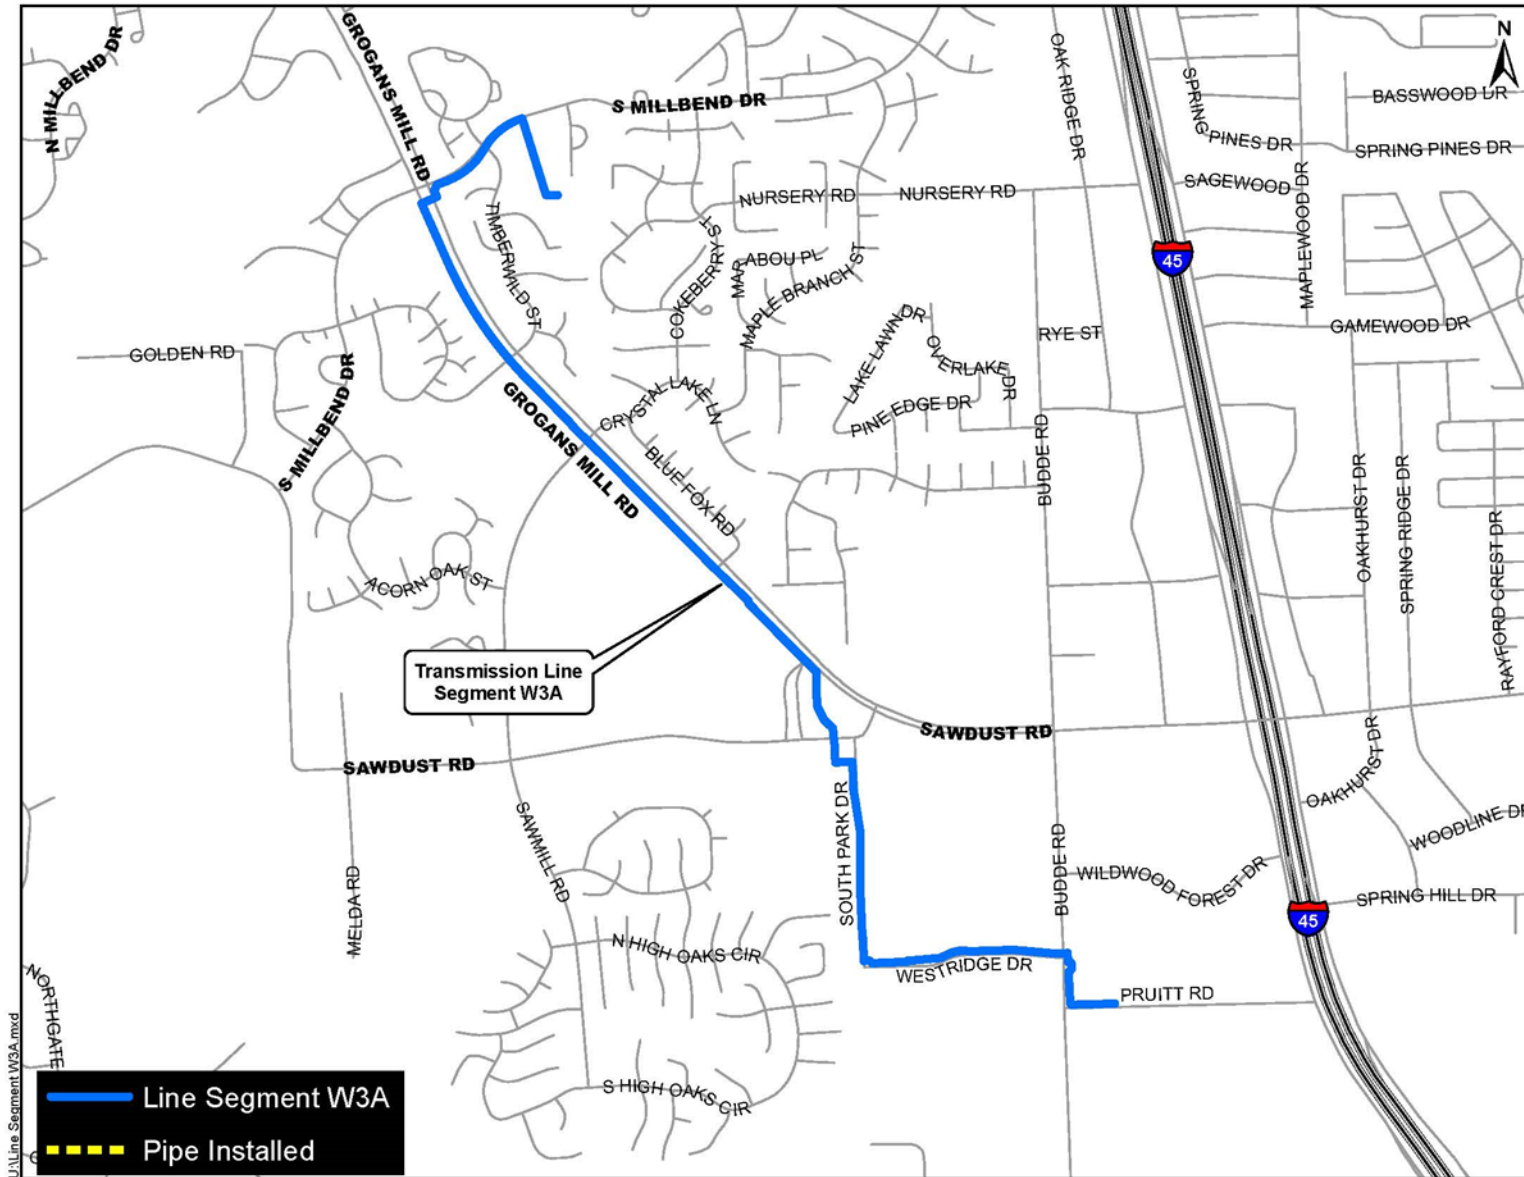 GROGANS MILL RD
N MILLBEND DR
S MILLBEND DR
OAK RIDGE DR
SPRING PINES DR
N
BASSWOOD DR
SPRING PINES DR
SAGEWOOD
MAPLEWOOD DR
NURSERY RD
NURSERY RD
TIMBERWILD ST
COKEBERRY ST
MARABOU PL
MAPLE BRANCH ST
45
GOLDEN RD
S MILLBEND DR
GROGANS MILL RD
CRYSTAL LAKE LN
BLUE FOX RD
LAKE LAWN DR
OVERLAKE DR
PINE EDGE DR
RYE ST
GAMEWOOD DR
BUDDE RD
OAKHURST DR
SPRING RIDGE DR
RAYFORD CREST DR
ACORN OAK ST
Transmission Line
Segment W3A
SAWDUST RD
SAWDUST RD
SAWMILL RD
MELDA RD
SOUTH PARK DR
BUDDE RD
OAKHURST DR
WOODLINE DR
WILDWOOD FOREST DR
SPRING HILL DR
45
N HIGH OAKS CIR
WESTRIDGE DR
PRUITT RD
NORTHGATE
S HIGH OAKS CIR
Line Segment W3A
Pipe Installed
U:\Line Segment W3A.mxd